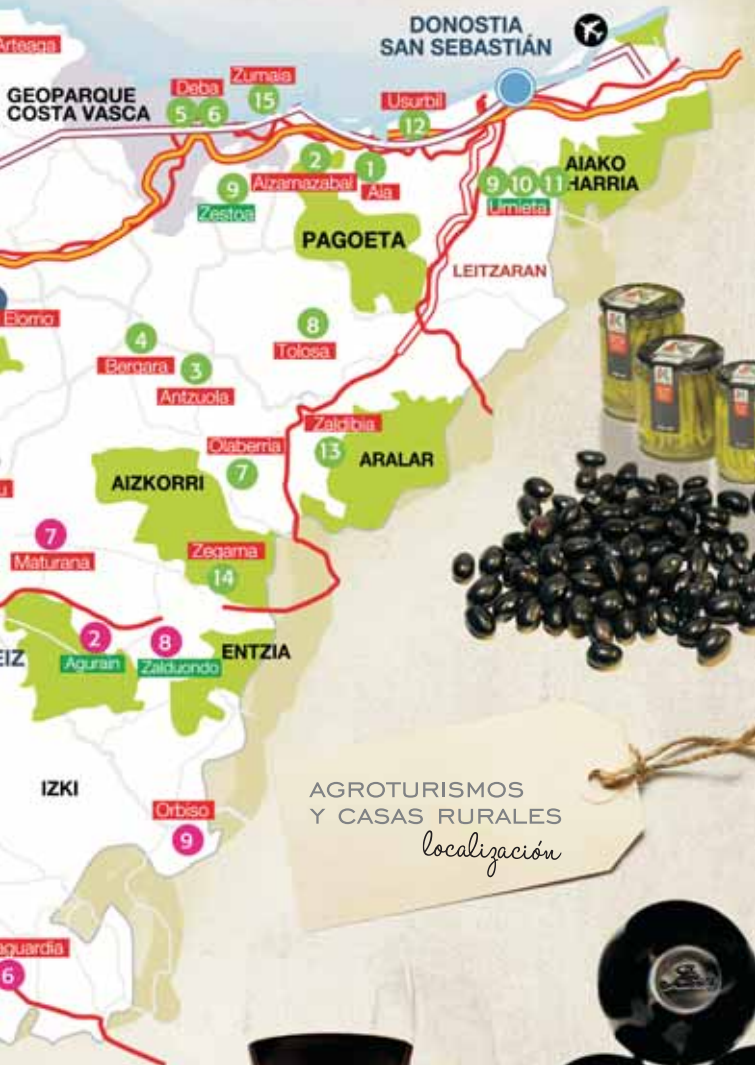 DONOSTIA
SAN SEBASTIÁN
Arteaga
GEOPARQUE
COSTA VASCA
Deba
5 6
Zumaia
15
Usurbil
12
2
Aizarnazabal
1
Aia
9
Zestoa
9 10 11
Urnieta
AIAKO
HARRIA
PAGOETA
LEITZARAN
Elorrio
4
Bergara
3
Antzuola
8
Tolosa
Zaldibia
13
ARALAR
Olaberria
7
AIZKORRI
7
Maturana
Zegama
14
EIZ
2
Agurain
8
Zalduondo
ENTZIA
IZKI
Orbiso
9
aguardia
6
AGROTURISMOS
Y CASAS RURALES
localización